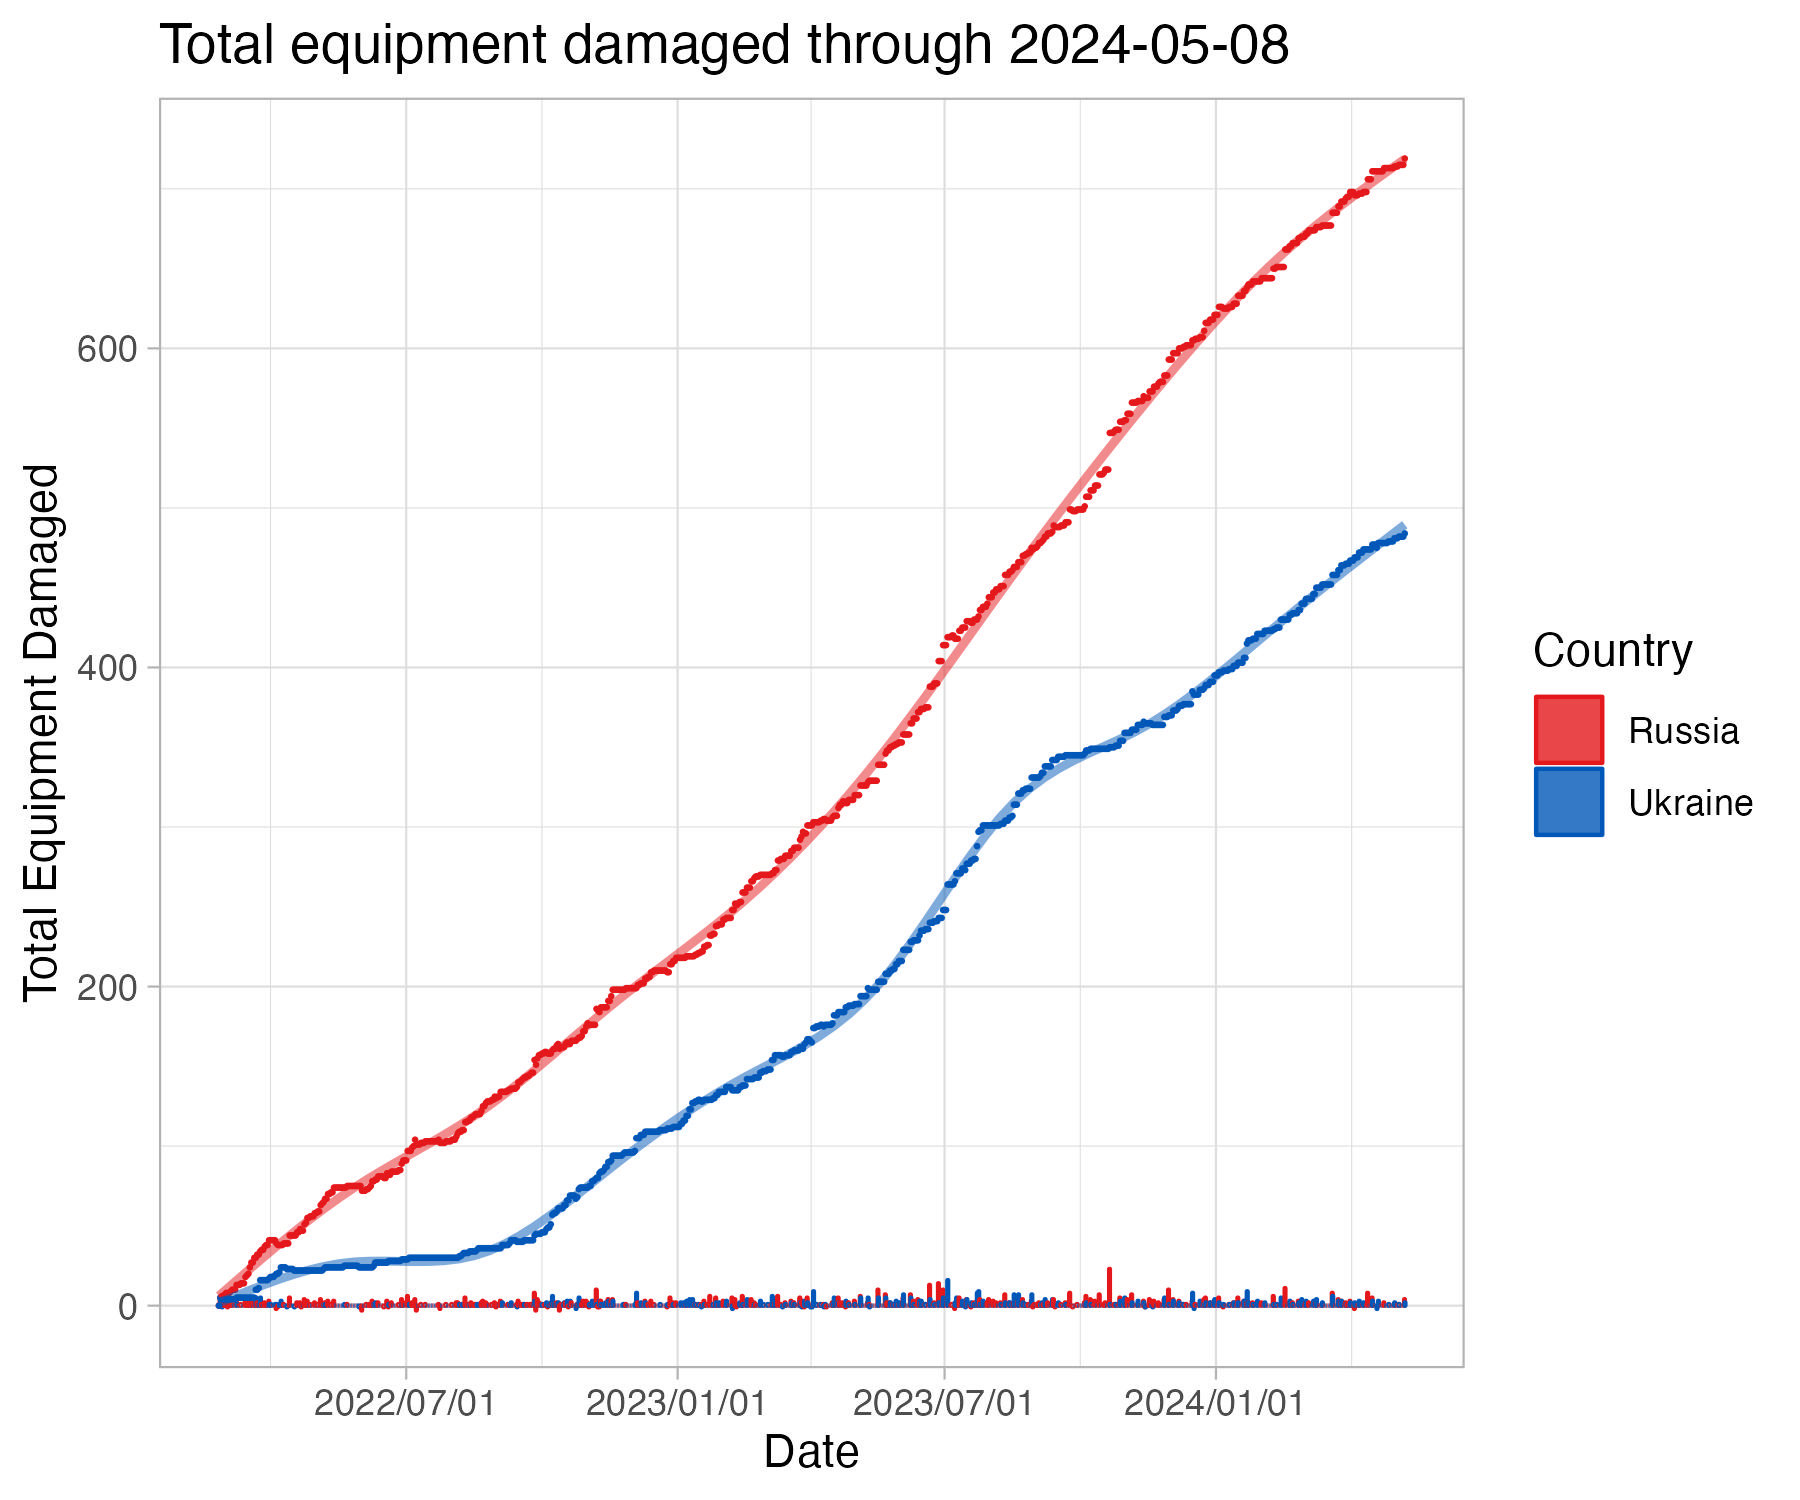 Total equipment damaged through 2024-05-08
Total Equipment Damaged
600
400
200
0
2022/07/01
2023/01/01
2023/07/01
2024/01/01
Date
Country
Russia
Ukraine